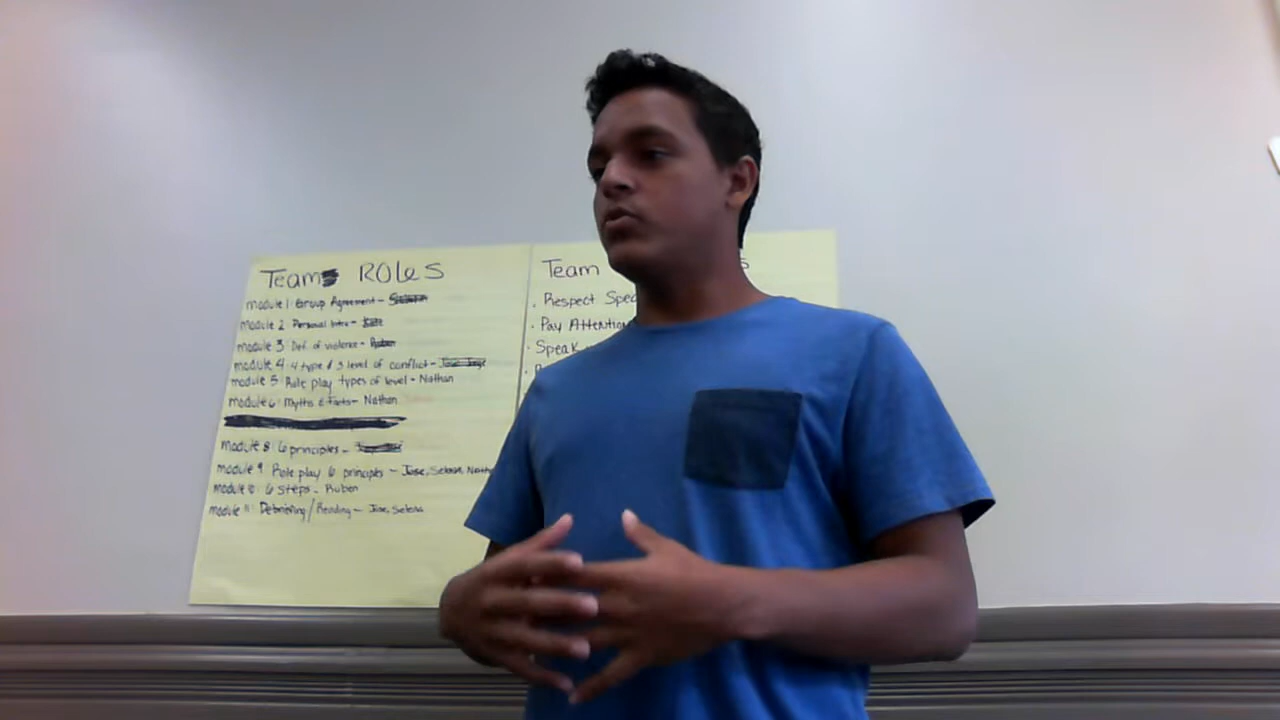 Team ROLES
module 1: Group Agreement -
module 2 Personal Intro -
module 3: Def. of violence - Ruben
module 4: 4 type & 3 level of conflict -
module 5: Role play types of level - Nathan
module 6: Myths & Facts - Nathan
module 8: 6 principles -
module 9 Role play 6 principles - Jose, Selena, Natha
module 10: 6 steps - Ruben
module 11: Debriefing/Reading - Jose, Selena
Team S
. Respect Spea
. Pay Attention
. Speak